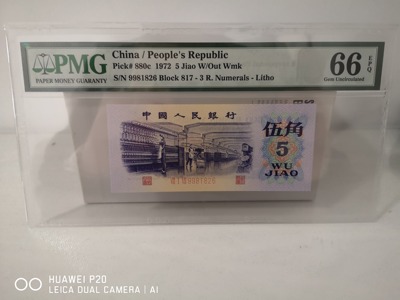 PMG
PAPER MONEY GUARANTY
China / People's Republic
Pick# 880c 1972 5 Jiao W/Out Wmk
S/N 9981826 Block 817 - 3 R. Numerals - Litho
66 EPQ
Gem Uncirculated
中國人民銀行
伍角
5
WU
JIAO
9981826
HUAWEI P20
LEICA DUAL CAMERA | AI